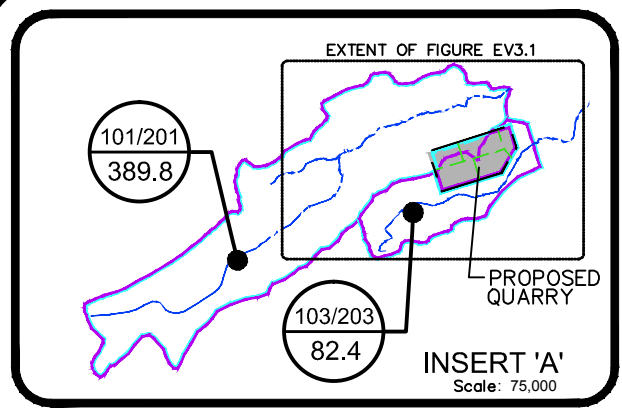 EXTENT OF FIGURE EV3.1
101/201
389.8
PROPOSED
QUARRY
103/203
82.4
INSERT 'A'
Scale: 75,000